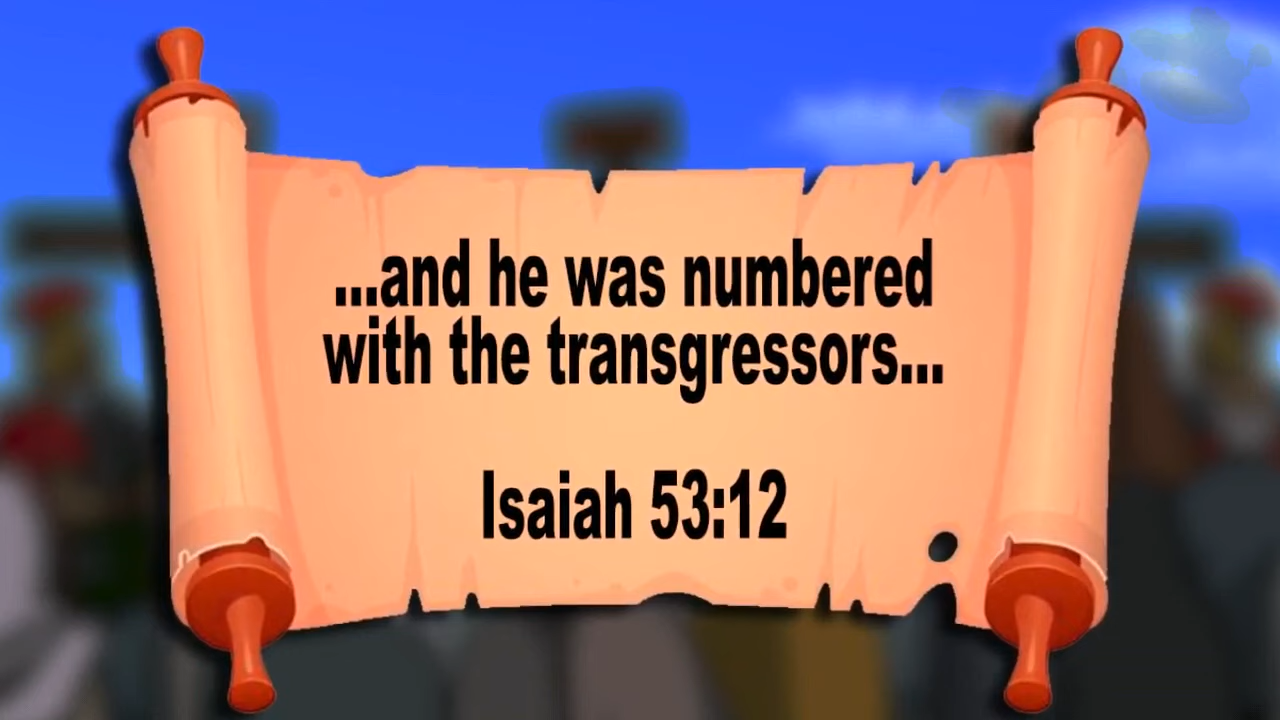 ...and he was numbered
with the transgressors...
Isaiah 53:12